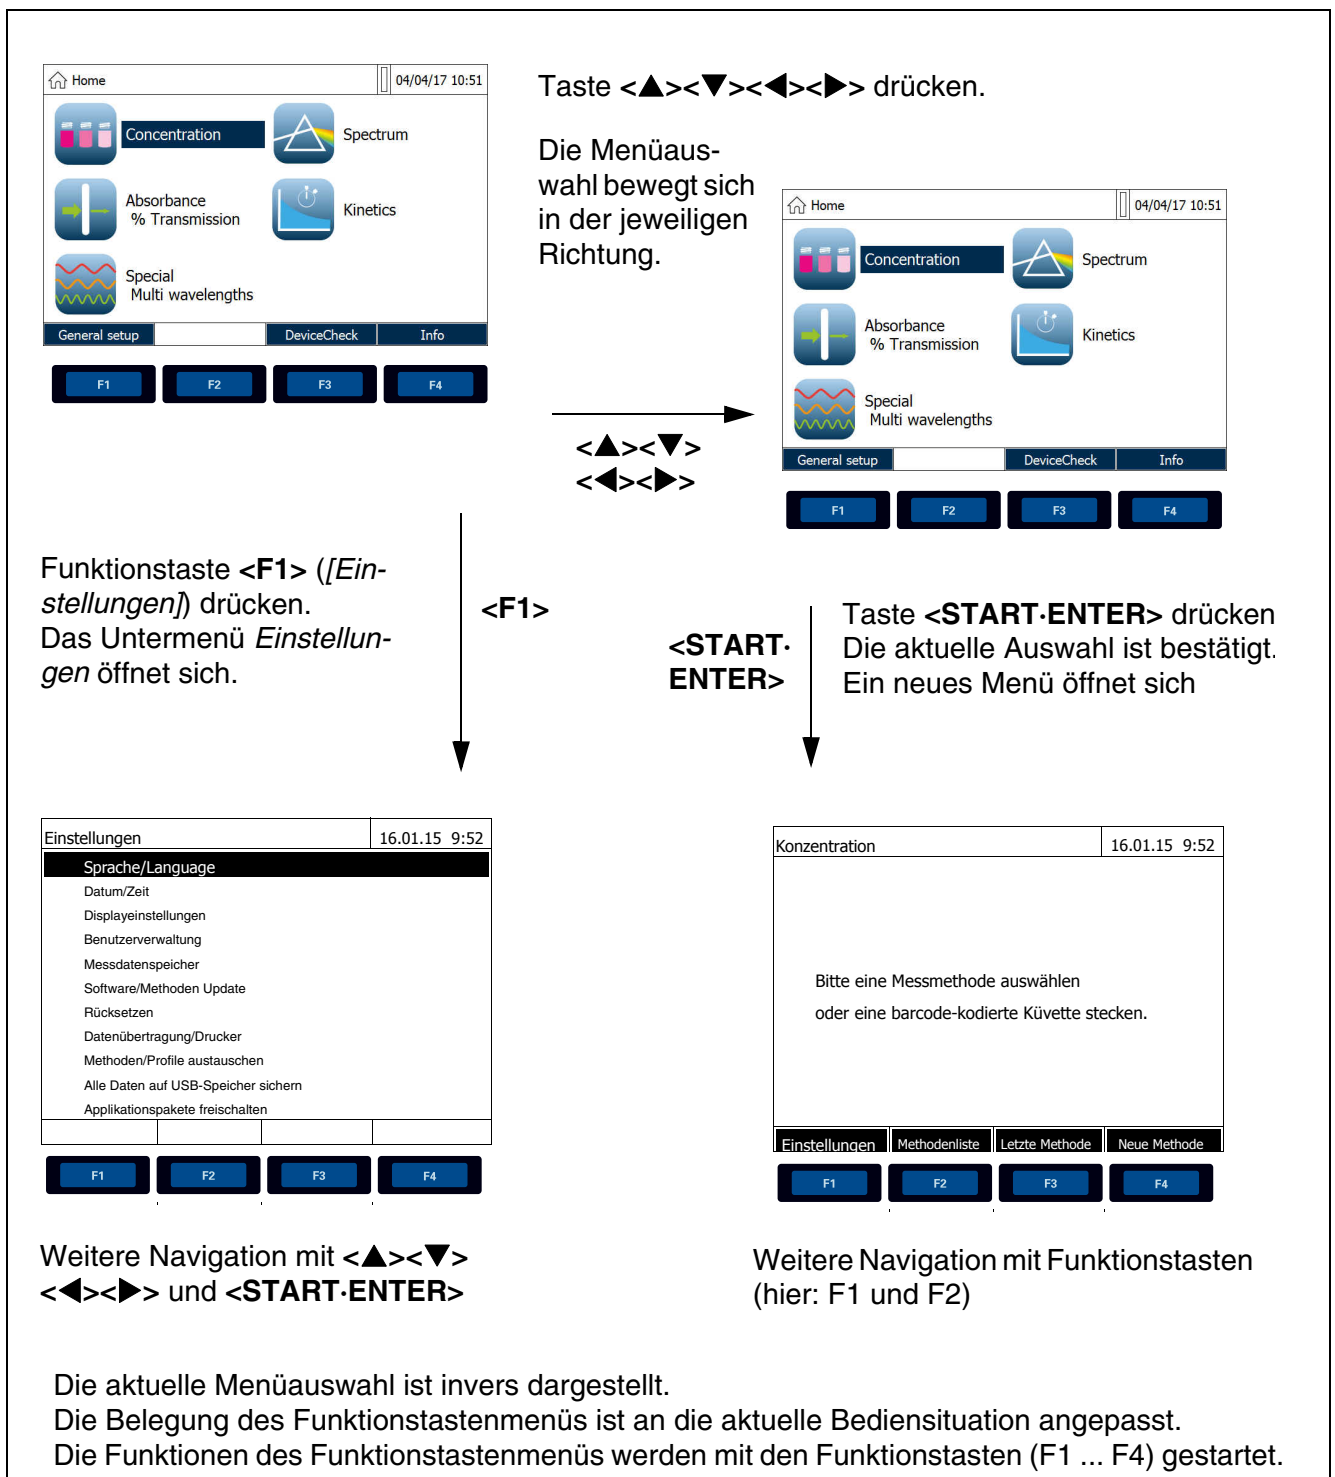 Home
04/04/17 10:51
Concentration
Spectrum
Absorbance
% Transmission
Kinetics
Special
Multi wavelengths
General setup
DeviceCheck
Info
F1
F2
F3
F4
Taste <▲><▼><◀><▶> drücken.
Die Menüaus-
wahl bewegt sich
in der jeweiligen
Richtung.
Home
04/04/17 10:51
Concentration
Spectrum
Absorbance
% Transmission
Kinetics
Special
Multi wavelengths
General setup
DeviceCheck
Info
F1
F2
F3
F4
<▲><▼>
<◀><▶>
Funktionstaste <F1> ([Ein-
stellungen]) drücken.
Das Untermenü Einstellun-
gen öffnet sich.
<F1>
<START·
ENTER>
Taste <START·ENTER> drücken
Die aktuelle Auswahl ist bestätigt.
Ein neues Menü öffnet sich
Einstellungen
16.01.15 9:52
Sprache/Language
Datum/Zeit
Displayeinstellungen
Benutzerverwaltung
Messdatenspeicher
Software/Methoden Update
Rücksetzen
Datenübertragung/Drucker
Methoden/Profile austauschen
Alle Daten auf USB-Speicher sichern
Applikationspakete freischalten
F1
F2
F3
F4
Konzentration
16.01.15 9:52
Bitte eine Messmethode auswählen
oder eine barcode-kodierte Küvette stecken.
Einstellungen
Methodenliste
Letzte Methode
Neue Methode
F1
F2
F3
F4
Weitere Navigation mit <▲><▼>
<◀><▶> und <START·ENTER>
Weitere Navigation mit Funktionstasten
(hier: F1 und F2)
Die aktuelle Menüauswahl ist invers dargestellt.
Die Belegung des Funktionstastenmenüs ist an die aktuelle Bediensituation angepasst.
Die Funktionen des Funktionstastenmenüs werden mit den Funktionstasten (F1 ... F4) gestartet.